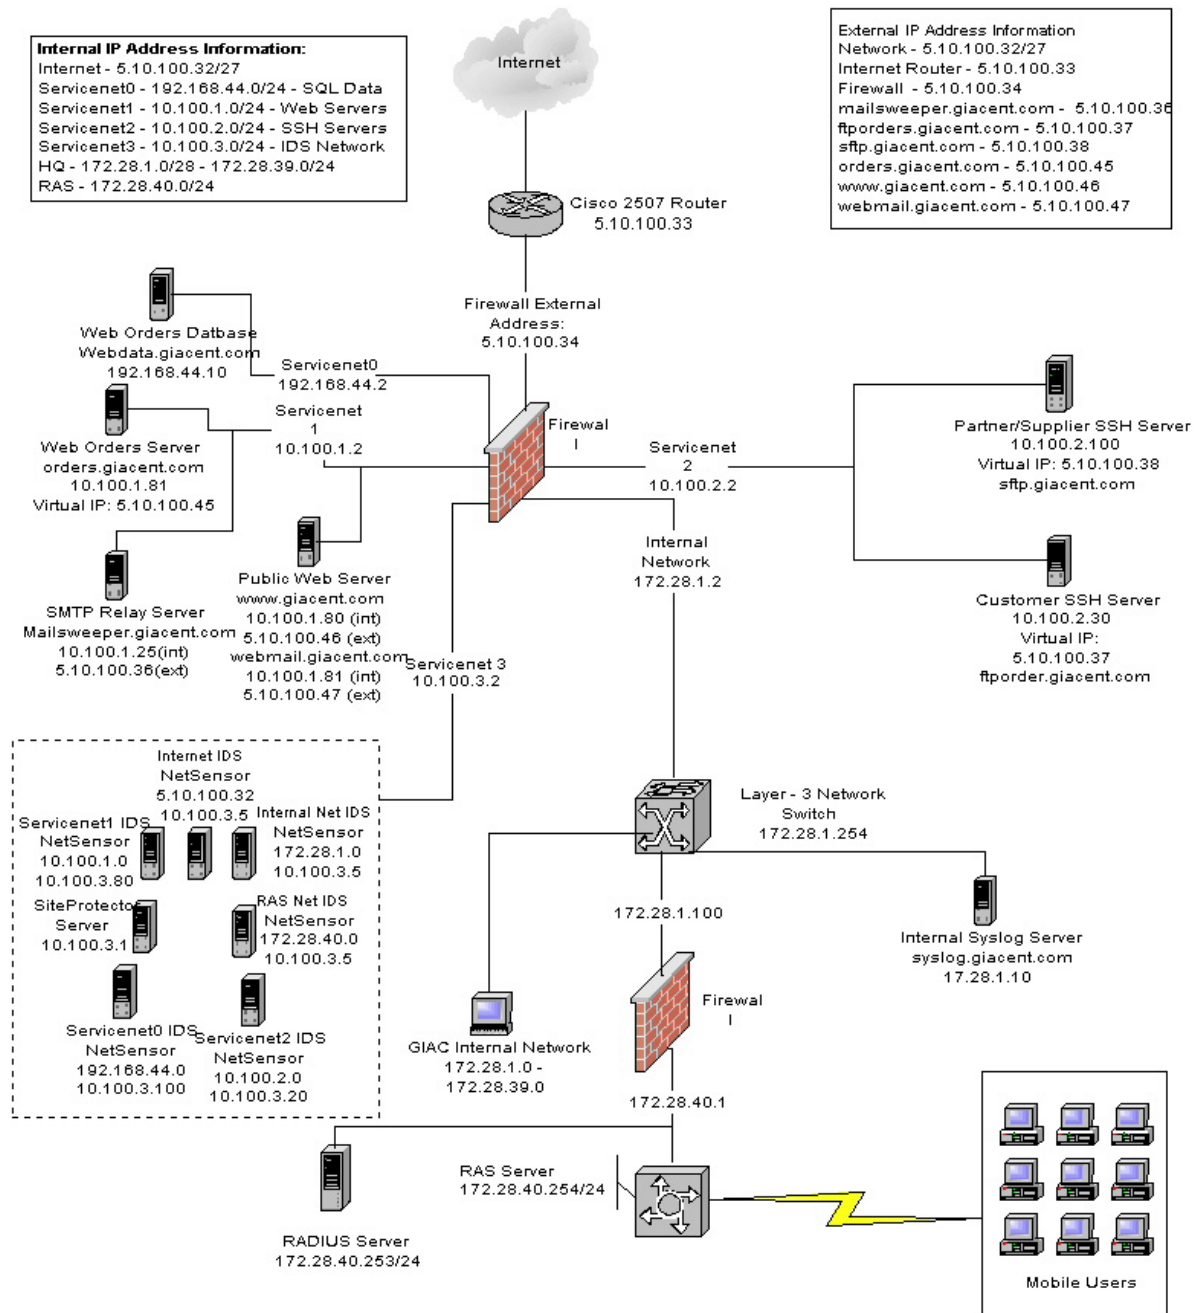 Internal IP Address Information:
Internet - 5.10.100.32/27
Servicenet0 - 192.168.44.0/24 - SQL Data
Servicenet1 - 10.100.1.0/24 - Web Servers
Servicenet2 - 10.100.2.0/24 - SSH Servers
Servicenet3 - 10.100.3.0/24 - IDS Network
HQ - 172.28.1.0/28 - 172.28.39.0/24
RAS - 172.28.40.0/24
Internet
External IP Address Information
Network - 5.10.100.32/27
Internet Router - 5.10.100.33
Firewall - 5.10.100.34
mailsweeper.giacent.com - 5.10.100.36
ftporders.giacent.com - 5.10.100.37
sftp.giacent.com - 5.10.100.38
orders.giacent.com - 5.10.100.45
www.giacent.com - 5.10.100.46
webmail.giacent.com - 5.10.100.47
Cisco 2507 Router
5.10.100.33
Firewall External
Address:
5.10.100.34
Web Orders Datbase
Webdata.giacent.com
192.168.44.10
Servicenet0
192.168.44.2
Servicenet
1
10.100.1.2
Firewal
l
Servicenet
2
10.100.2.2
Partner/Supplier SSH Server
10.100.2.100
Virtual IP: 5.10.100.38
sftp.giacent.com
Web Orders Server
orders.giacent.com
10.100.1.81
Virtual IP: 5.10.100.45
Internal
Network
172.28.1.2
Public Web Server
www.giacent.com
10.100.1.80 (int)
5.10.100.46 (ext)
webmail.giacent.com
10.100.1.81 (int)
5.10.100.47 (ext)
SMTP Relay Server
Mailsweeper.giacent.com
10.100.1.25(int)
5.10.100.36(ext)
Servicenet 3
10.100.3.2
Customer SSH Server
10.100.2.30
Virtual IP:
5.10.100.37
ftporder.giacent.com
Internet IDS
NetSensor
5.10.100.32
10.100.3.5
Servicenet1 IDS
NetSensor
10.100.1.0
10.100.3.80
Internal Net IDS
NetSensor
172.28.1.0
10.100.3.5
SiteProtector
Server
10.100.3.1
RAS Net IDS
NetSensor
172.28.40.0
10.100.3.5
Servicenet0 IDS
NetSensor
192.168.44.0
10.100.3.100
Servicenet2 IDS
NetSensor
10.100.2.0
10.100.3.20
Layer - 3 Network
Switch
172.28.1.254
172.28.1.100
Internal Syslog Server
syslog.giacent.com
17.28.1.10
Firewal
l
GIAC Internal Network
172.28.1.0 -
172.28.39.0
172.28.40.1
RAS Server
172.28.40.254/24
RADIUS Server
172.28.40.253/24
Mobile Users